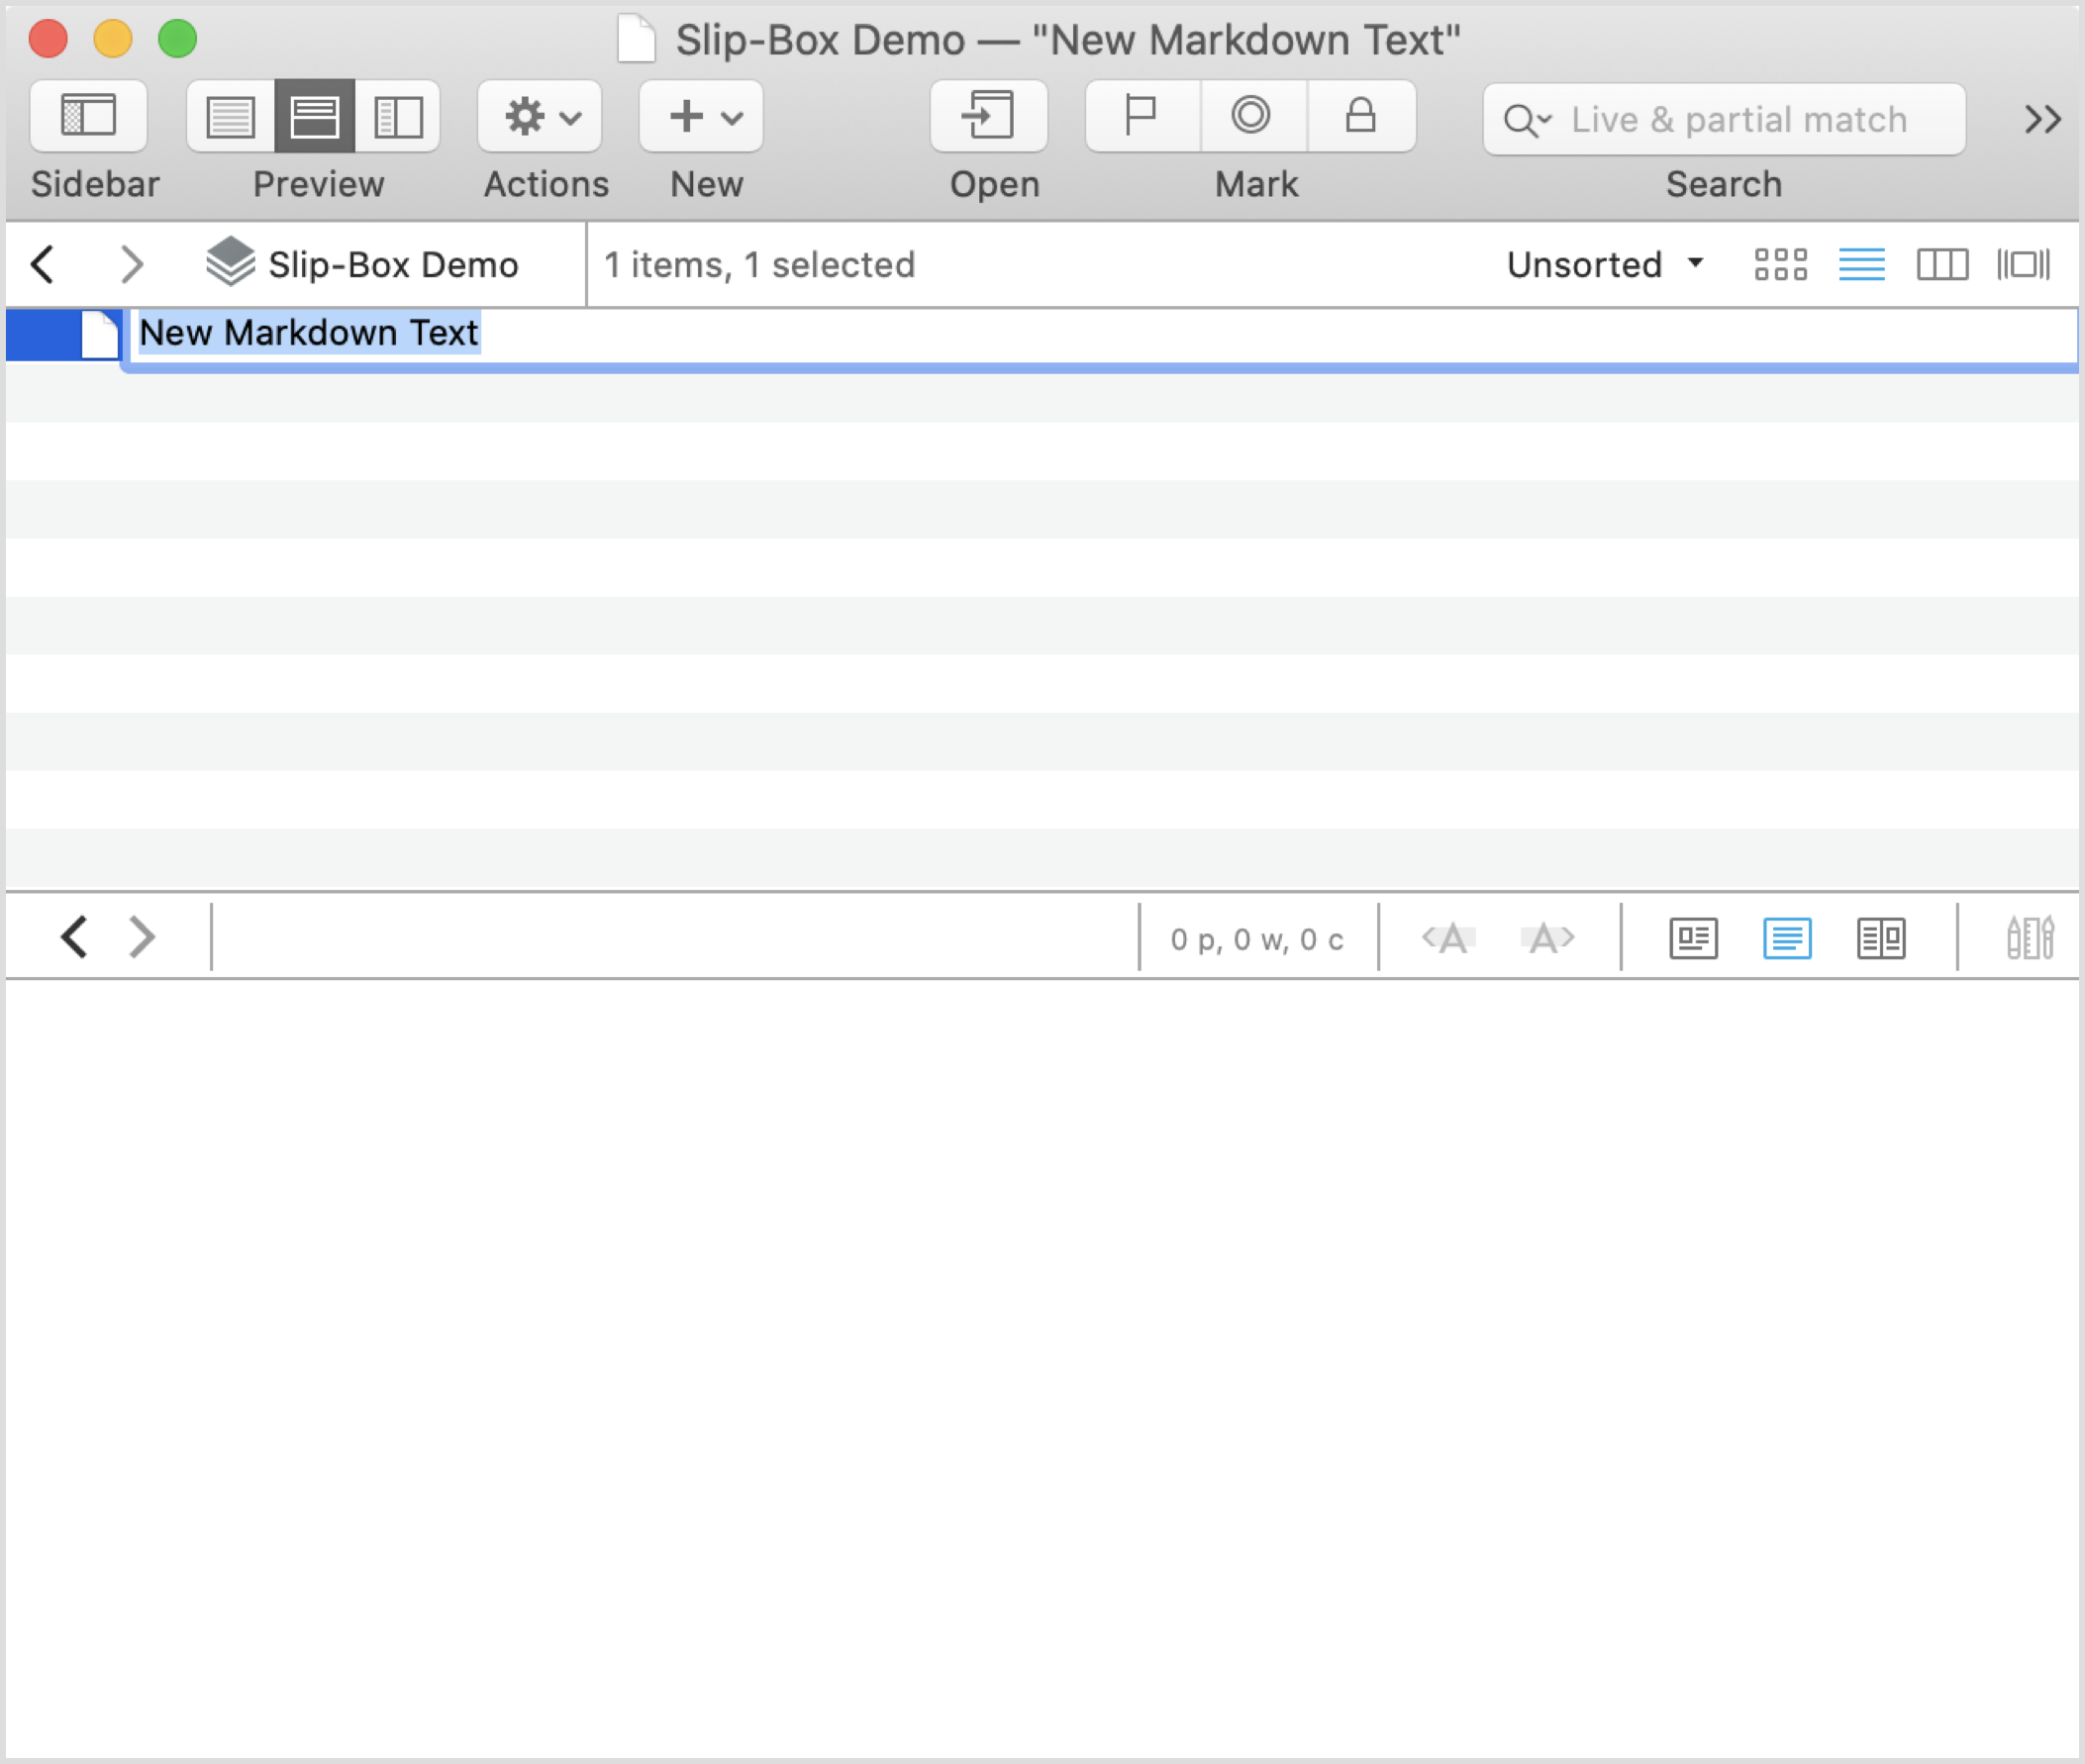 Slip-Box Demo — "New Markdown Text"
Live & partial match
Sidebar Preview Actions New Open Mark Search
Slip-Box Demo 1 items, 1 selected Unsorted
New Markdown Text
0 p, 0 w, 0 c